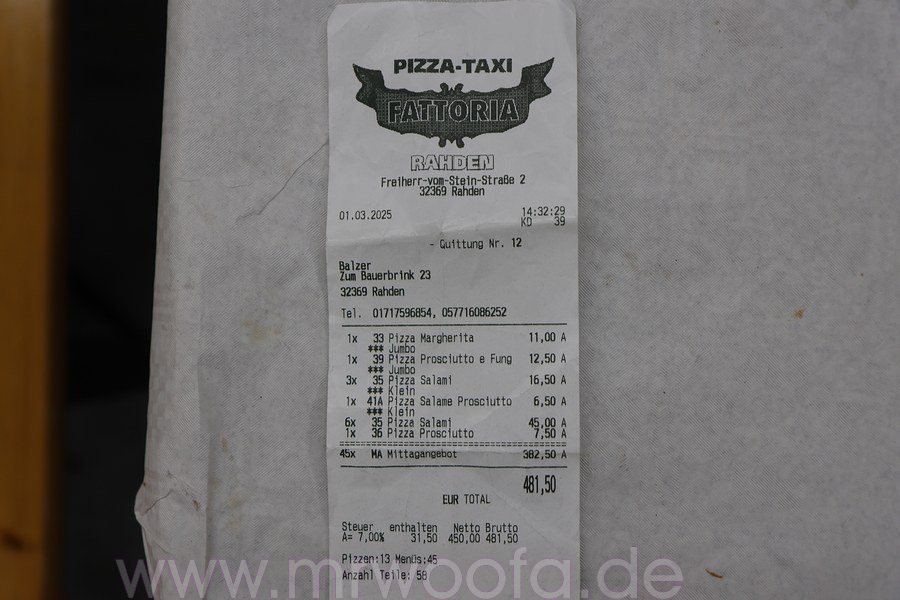 PIZZA-TAXI
FATTORIA
RAHDEN
Freiherr-vom-Stein-Straße 2
32369 Rahden
01.03.2025 14:32:29
KD 39
- Quittung Nr. 12
Balzer
Zum Bauerbrink 23
32369 Rahden
Tel. 01717596854, 057716086252
1x 33 Pizza Margherita 11,00 A
*** Jumbo
1x 39 Pizza Prosciutto e Fung 12,50 A
*** Jumbo
3x 35 Pizza Salami 16,50 A
*** Klein
1x 41A Pizza Salame Prosciutto 6,50 A
*** Klein
6x 35 Pizza Salami 45,00 A
1x 36 Pizza Prosciutto 7,50 A
45x MA Mittagangebot 382,50 A
481,50
EUR TOTAL
Steuer enthalten Netto Brutto
A= 7,00% 31,50 450,00 481,50
Pizzen:13 Menüs:45
Anzahl Teile: 58
www.mrwoofa.de